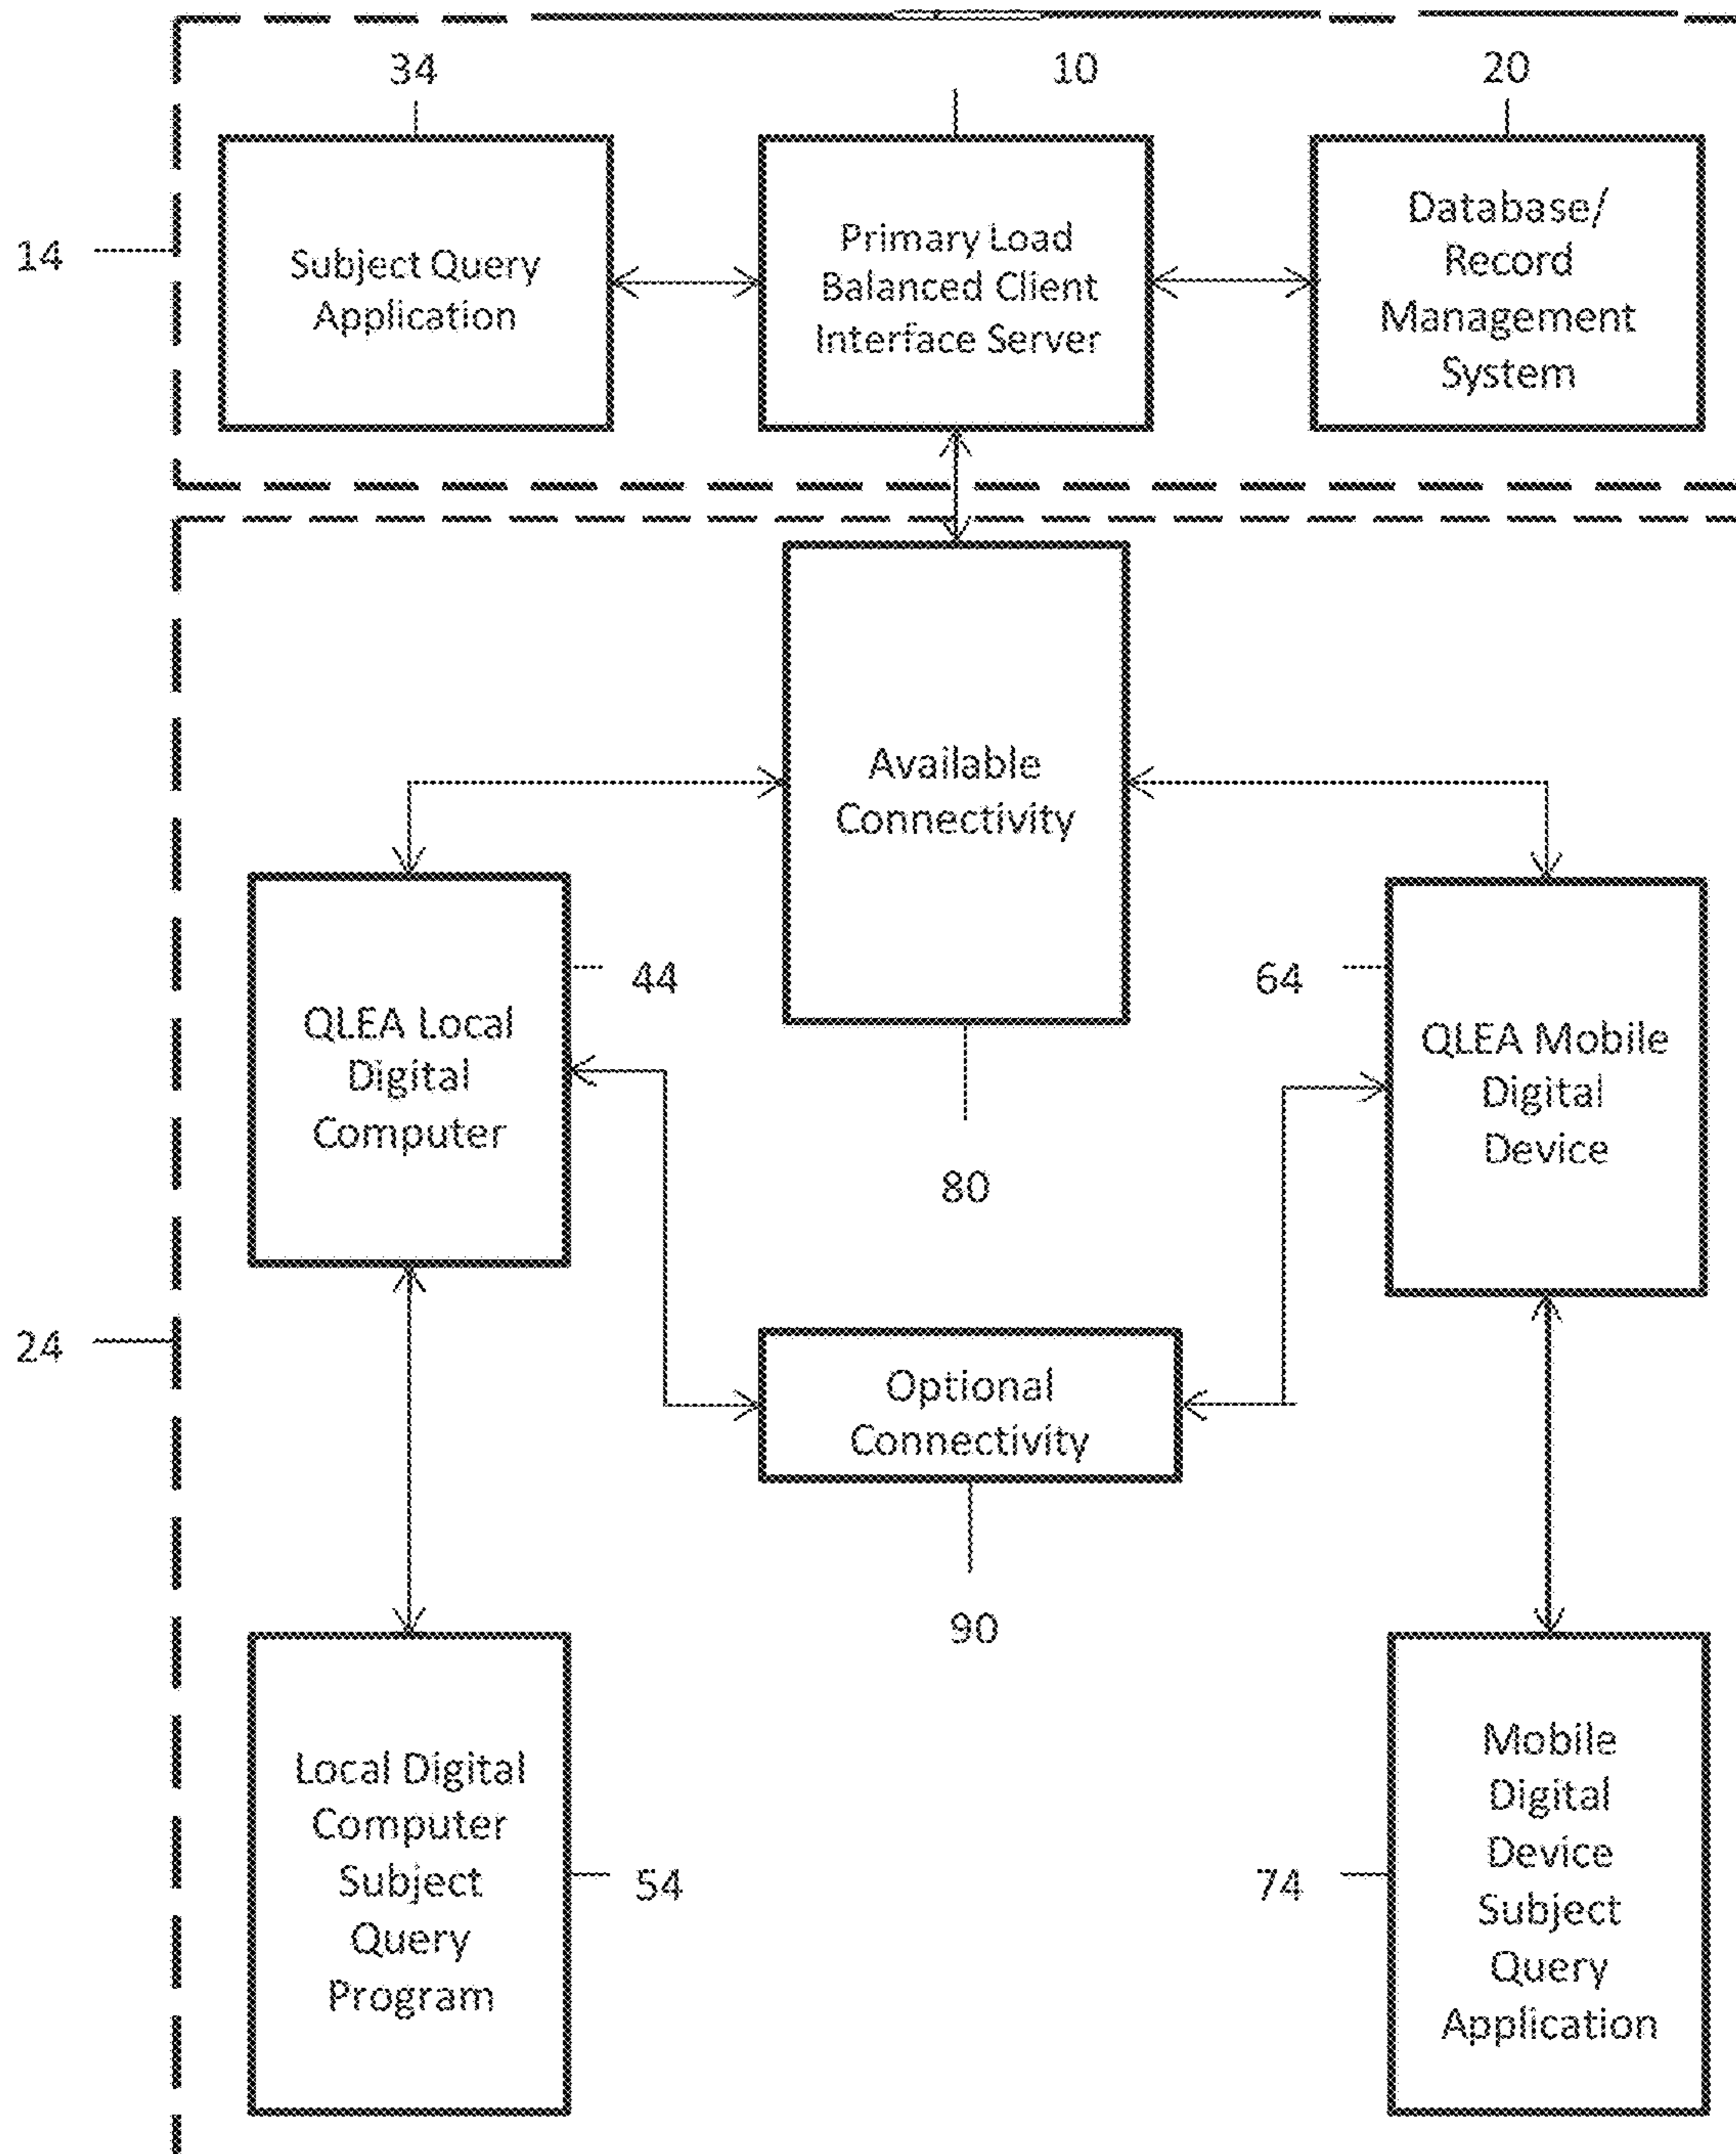 34
10
20
14
Subject Query
Application
Primary Load
Balanced Client
Interface Server
Database/
Record
Management
System
Available
Connectivity
44
64
QLEA Local
Digital
Computer
QLEA Mobile
Digital
Device
80
24
Optional
Connectivity
90
Local Digital
Computer
Subject
Query
Program
54
74
Mobile
Digital
Device
Subject
Query
Application